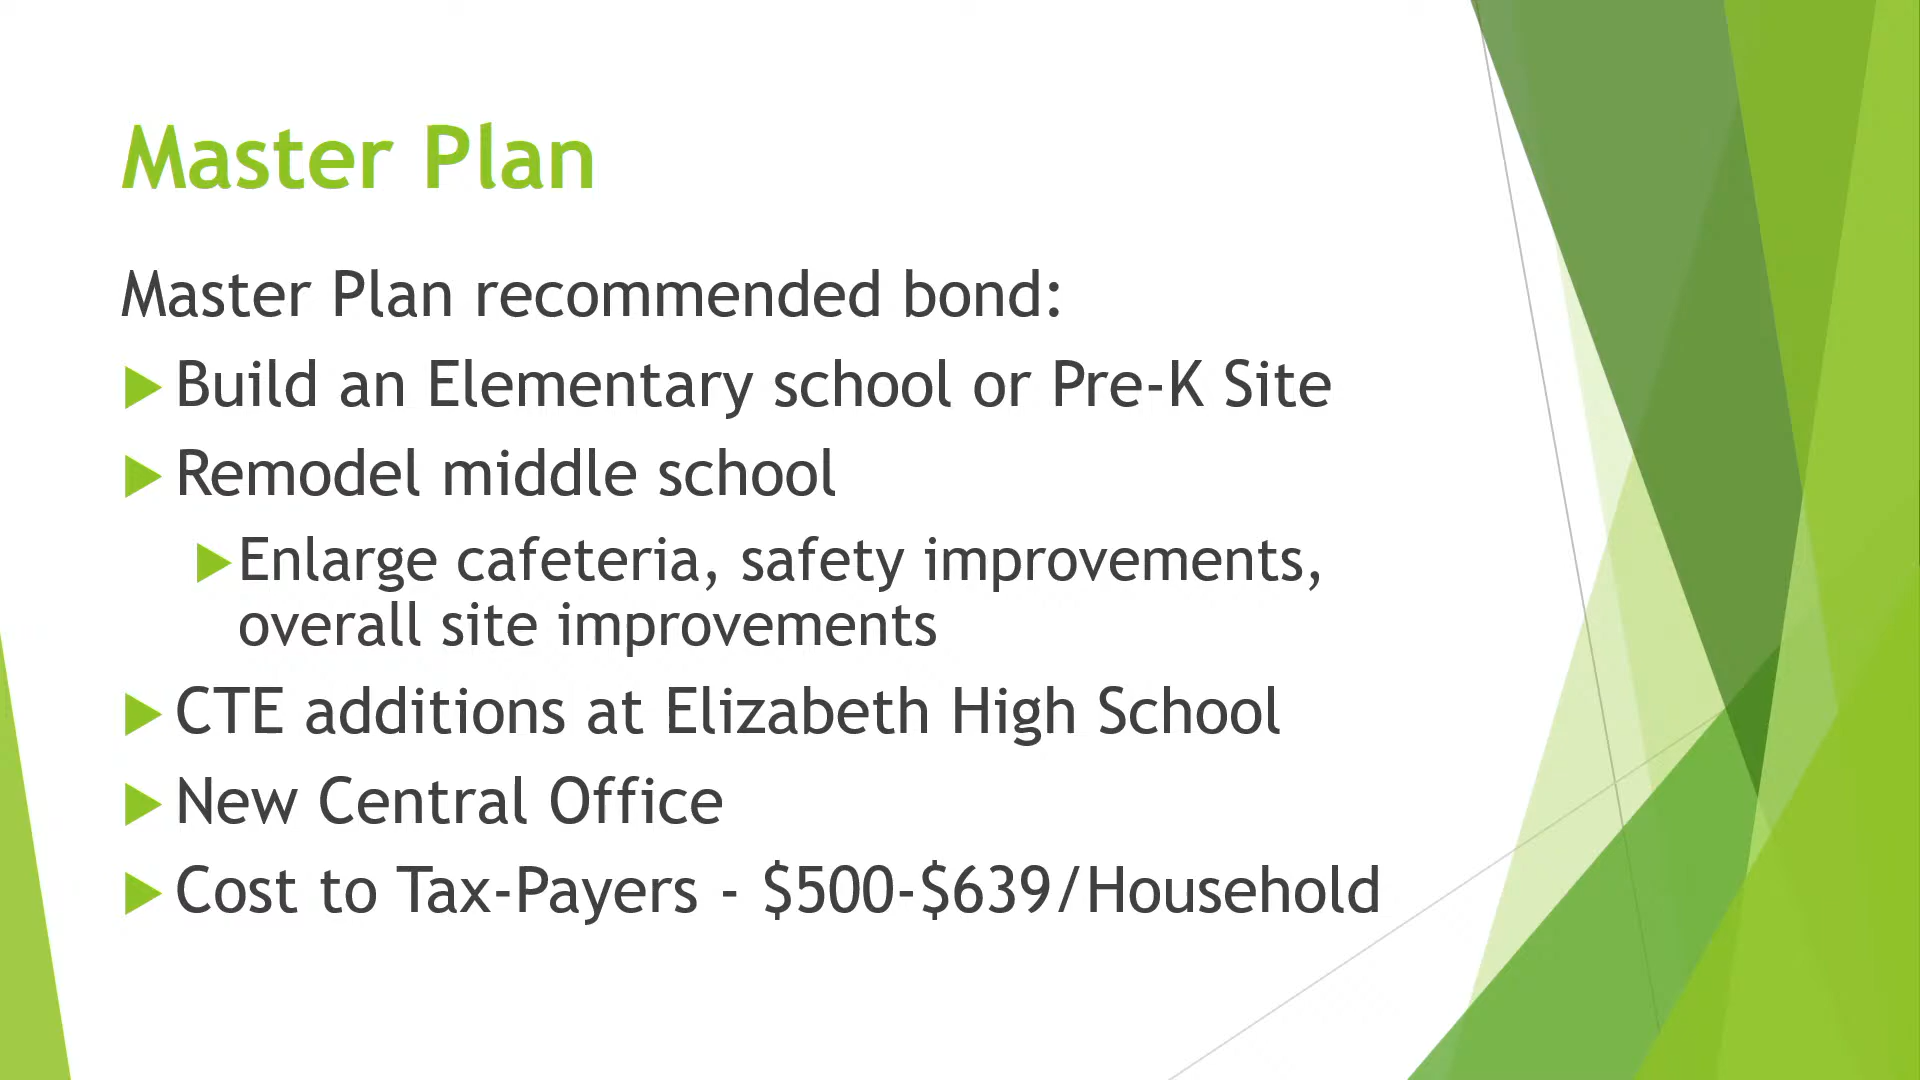 Master Plan
Master Plan recommended bond:
Build an Elementary school or Pre-K Site
Remodel middle school
Enlarge cafeteria, safety improvements,
overall site improvements
CTE additions at Elizabeth High School
New Central Office
Cost to Tax-Payers - $500-$639/Household